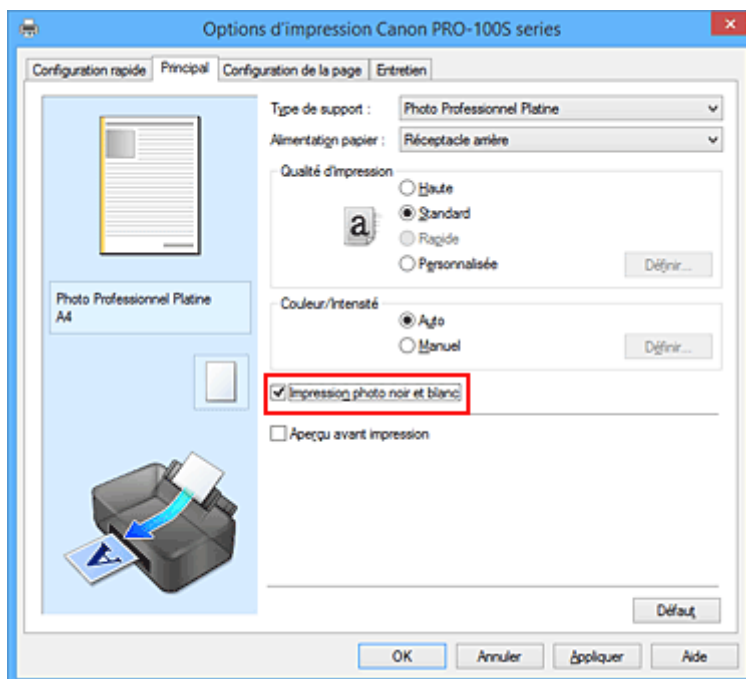 Options d'impression Canon PRO-100S series
Configuration rapide Principal Configuration de la page Entretien
Type de support : Photo Professionnel Platine
Alimentation papier : Réceptacle arrière
Qualité d'impression
Haute
a
Standard
Rapide
Personnalisée Définir...
Photo Professionnel Platine
A4
Couleur/Intensité
Auto
Manuel Définir...
Impression photo noir et blanc
Aperçu avant impression
A
Défaut
OK Annuler Appliquer Aide